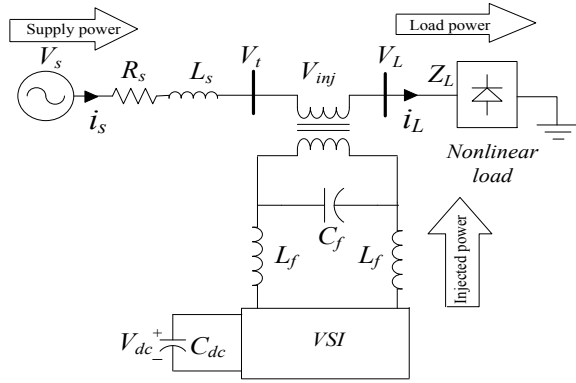 Supply power
Load power
V_s
R_s
L_s
V_t
V_inj
V_L
Z_L
i_s
i_L
Nonlinear
load
C_f
L_f
L_f
Injected power
V_dc
+
−
C_dc
VSI